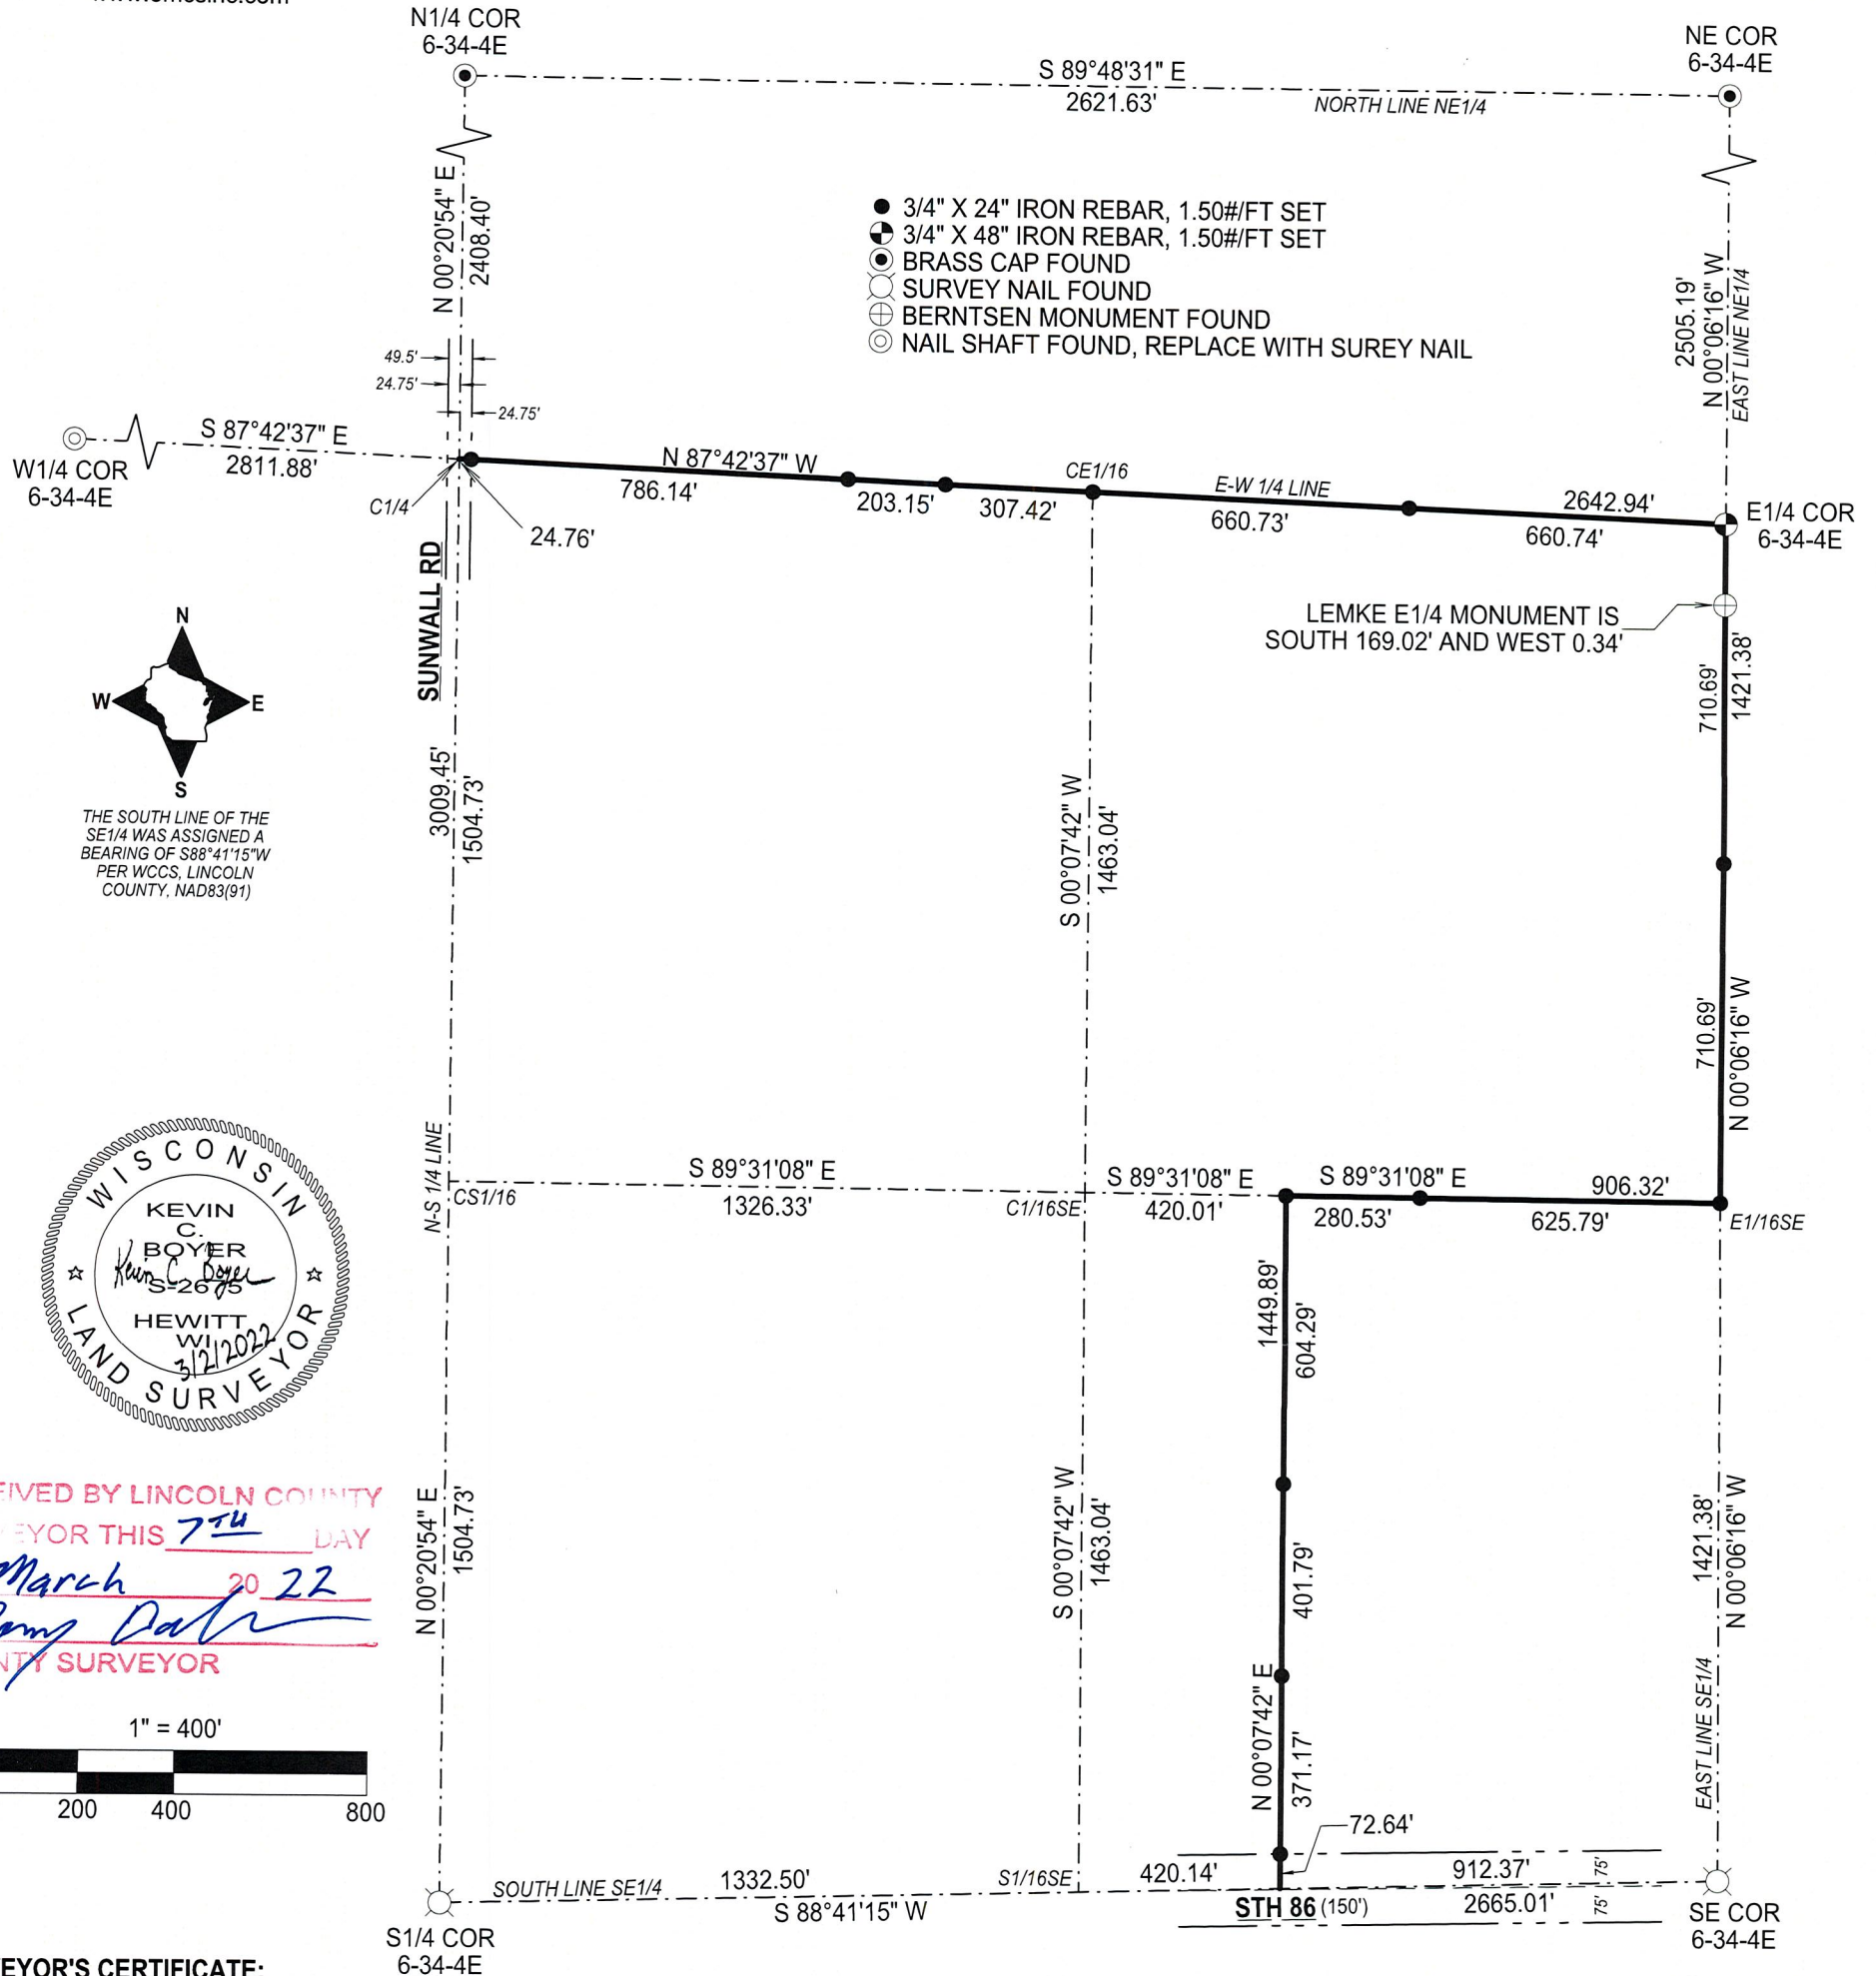 N1/4 COR
6-34-4E
NE COR
6-34-4E
S 89°48'31" E
2621.63'
NORTH LINE NE1/4
N 00°20'54" E
2408.40'
3/4" X 24" IRON REBAR, 1.50#/FT SET
3/4" X 48" IRON REBAR, 1.50#/FT SET
BRASS CAP FOUND
SURVEY NAIL FOUND
BERNTSEN MONUMENT FOUND
NAIL SHAFT FOUND, REPLACE WITH SUREY NAIL
2505.19'
N 00°06'16" W
EAST LINE NE1/4
49.5'
24.75'
24.75'
S 87°42'37" E
2811.88'
W1/4 COR
6-34-4E
C1/4
24.76'
N 87°42'37" W
786.14'
203.15'
307.42'
CE1/16
E-W 1/4 LINE
660.73'
2642.94'
660.74'
E1/4 COR
6-34-4E
SUNWALL RD
LEMKE E1/4 MONUMENT IS
SOUTH 169.02' AND WEST 0.34'
N
W
E
S
THE SOUTH LINE OF THE
SE1/4 WAS ASSIGNED A
BEARING OF S88°41'15"W
PER WCCS, LINCOLN
COUNTY, NAD83(91)
3009.45'
1504.73'
S 00°07'42" W
1463.04'
710.69'
1421.38'
710.69'
N 00°06'16" W
N-S 1/4 LINE
CS1/16
S 89°31'08" E
1326.33'
C1/16SE
S 89°31'08" E
420.01'
S 89°31'08" E
280.53'
906.32'
625.79'
E1/16SE
WISCONSIN
KEVIN
C.
BOYER
Kevin C Boyer
S-2675
HEWITT
WI
3/2/2022
LAND SURVEYOR
1449.89'
604.29'
401.79'
N 00°07'42" E
371.17'
72.64'
BY LINCOLN COUNTY
THIS 7TH DAY
March 20 22
SURVEYOR
1" = 400'
200
400
800
N 00°20'54" E
1504.73'
S 00°07'42" W
1463.04'
1421.38'
N 00°06'16" W
EAST LINE SE1/4
SOUTH LINE SE1/4
1332.50'
S 88°41'15" W
S1/16SE
420.14'
912.37'
75'
STH 86 (150')
2665.01'
75'
S1/4 COR
6-34-4E
SE COR
6-34-4E
CERTIFICATE: